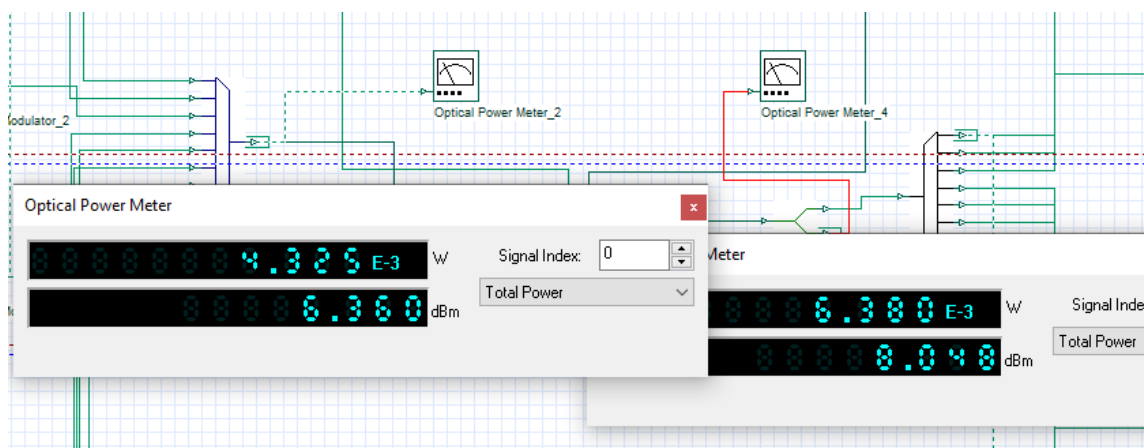 Optical Power Meter_2
Optical Power Meter_4
odulator_2
Optical Power Meter
x
4.325 E-3 W
Signal Index: 0
Total Power
6.360 dBm
Meter
6.380 E-3 W
Signal Inde
Total Power
8.048 dBm